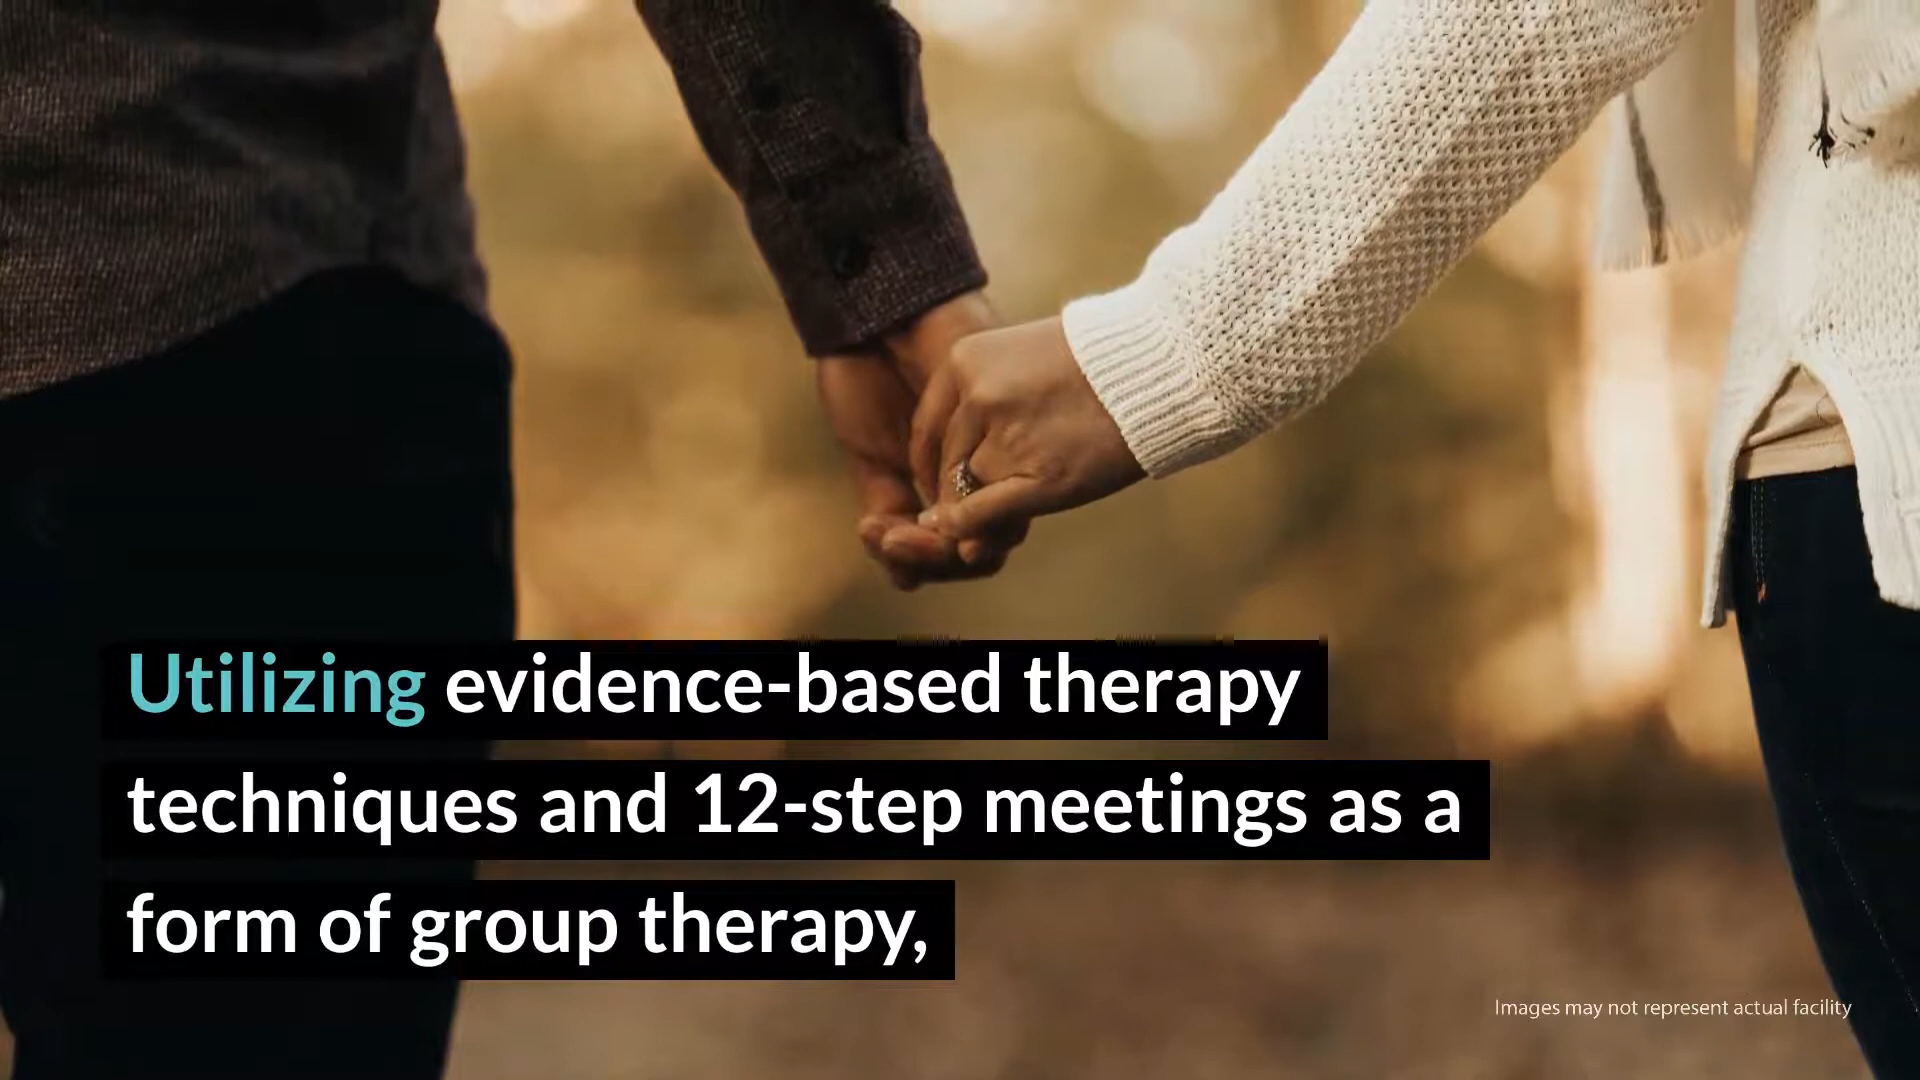 Utilizing evidence-based therapy
techniques and 12-step meetings as a
form of group therapy,
Images may not represent actual facility